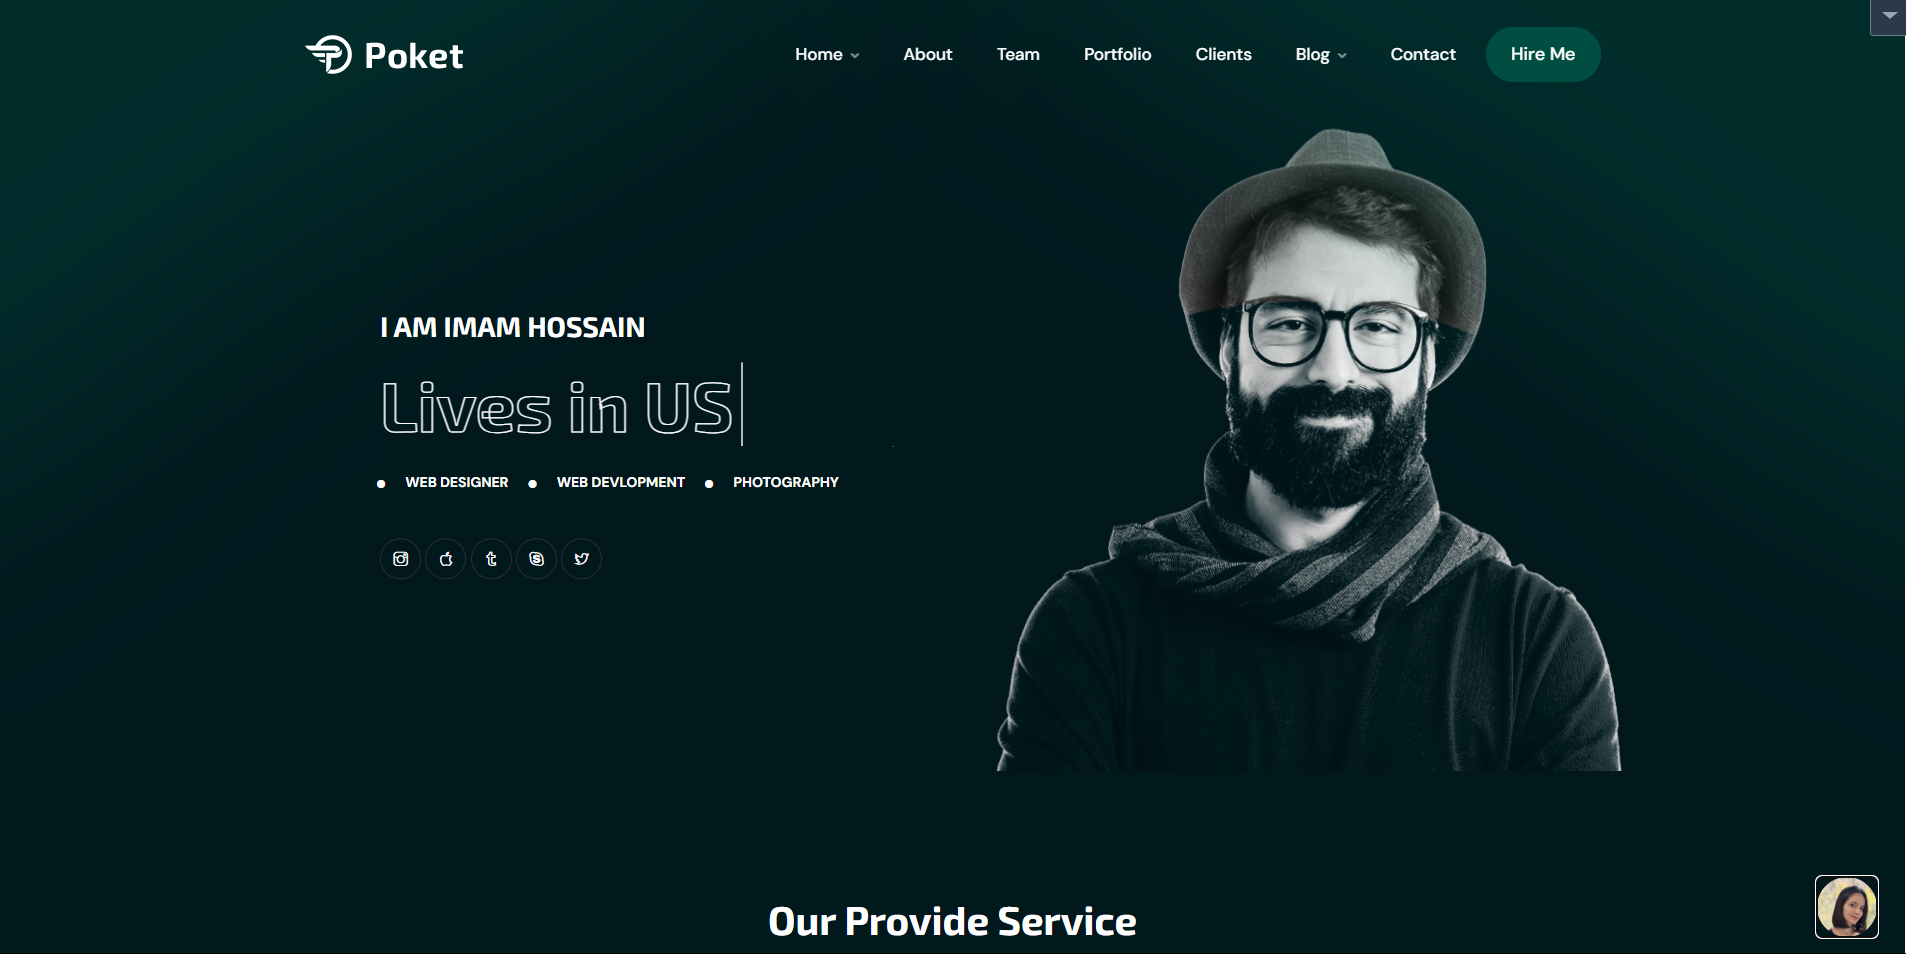 Poket
Home About Team Portfolio Clients Blog Contact Hire Me
I AM IMAM HOSSAIN
Lives in US
WEB DESIGNER WEB DEVLOPMENT PHOTOGRAPHY
Our Provide Service